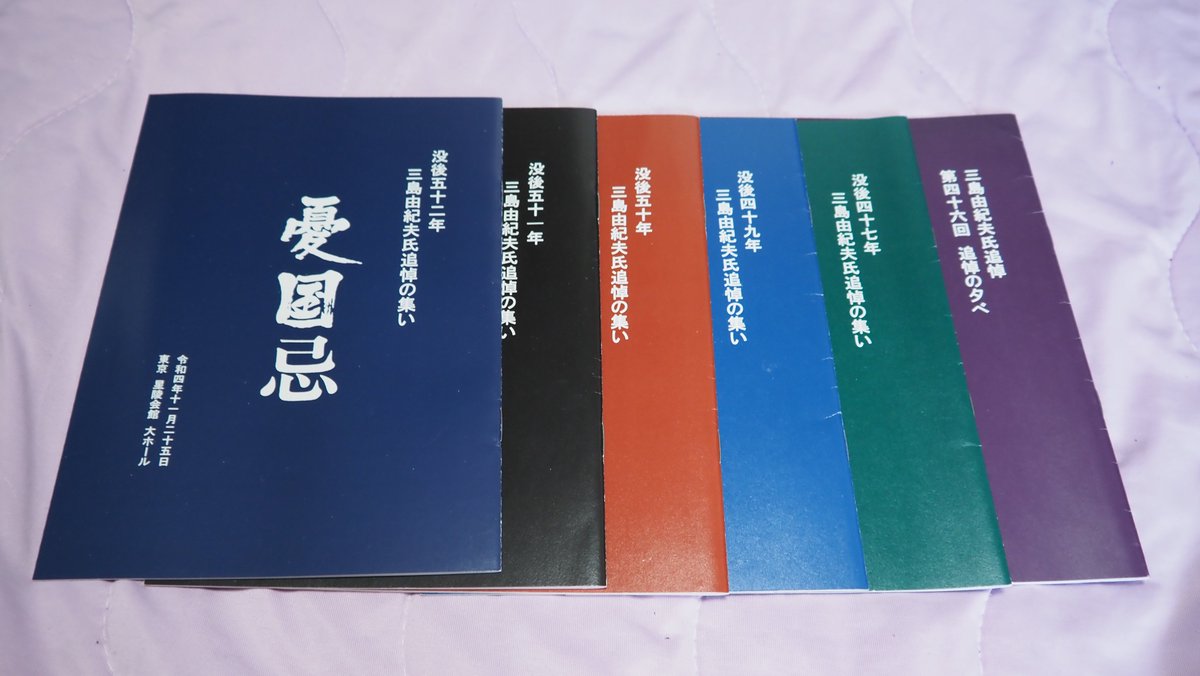 没後五十二年
三島由紀夫氏追悼の集い
憂国忌
令和四年十一月二十五日
東京 星陵会館 大ホール
没後五十一年
三島由紀夫氏追悼の集い
没後五十年
三島由紀夫氏追悼の集い
没後四十九年
三島由紀夫氏追悼の集い
没後四十七年
三島由紀夫氏追悼の集い
三島由紀夫氏追悼
第四十六回 追悼の夕べ